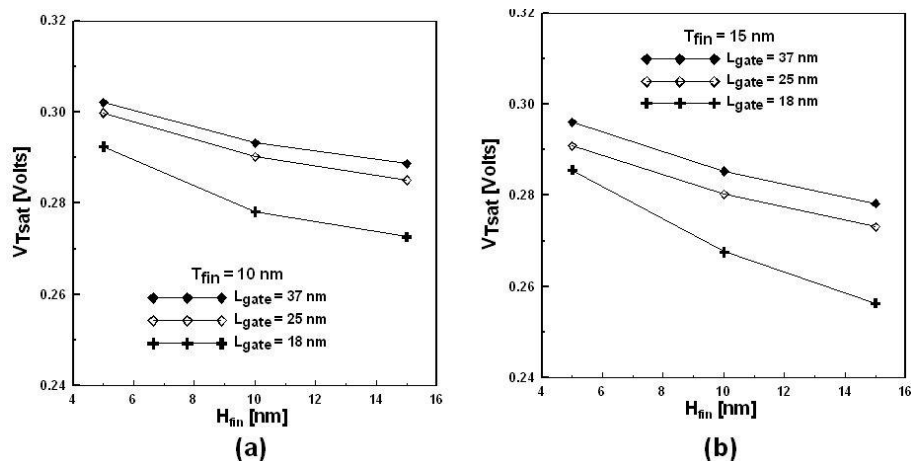 0.32
0.30
0.28
0.26
0.24
V_Tsat [Volts]
T_fin = 10 nm
L_gate = 37 nm
L_gate = 25 nm
L_gate = 18 nm
4 6 8 10 12 14 16
H_fin [nm]
(a)
0.32
0.30
0.28
0.26
0.24
V_Tsat [Volts]
T_fin = 15 nm
L_gate = 37 nm
L_gate = 25 nm
L_gate = 18 nm
4 6 8 10 12 14 16
H_fin [nm]
(b)